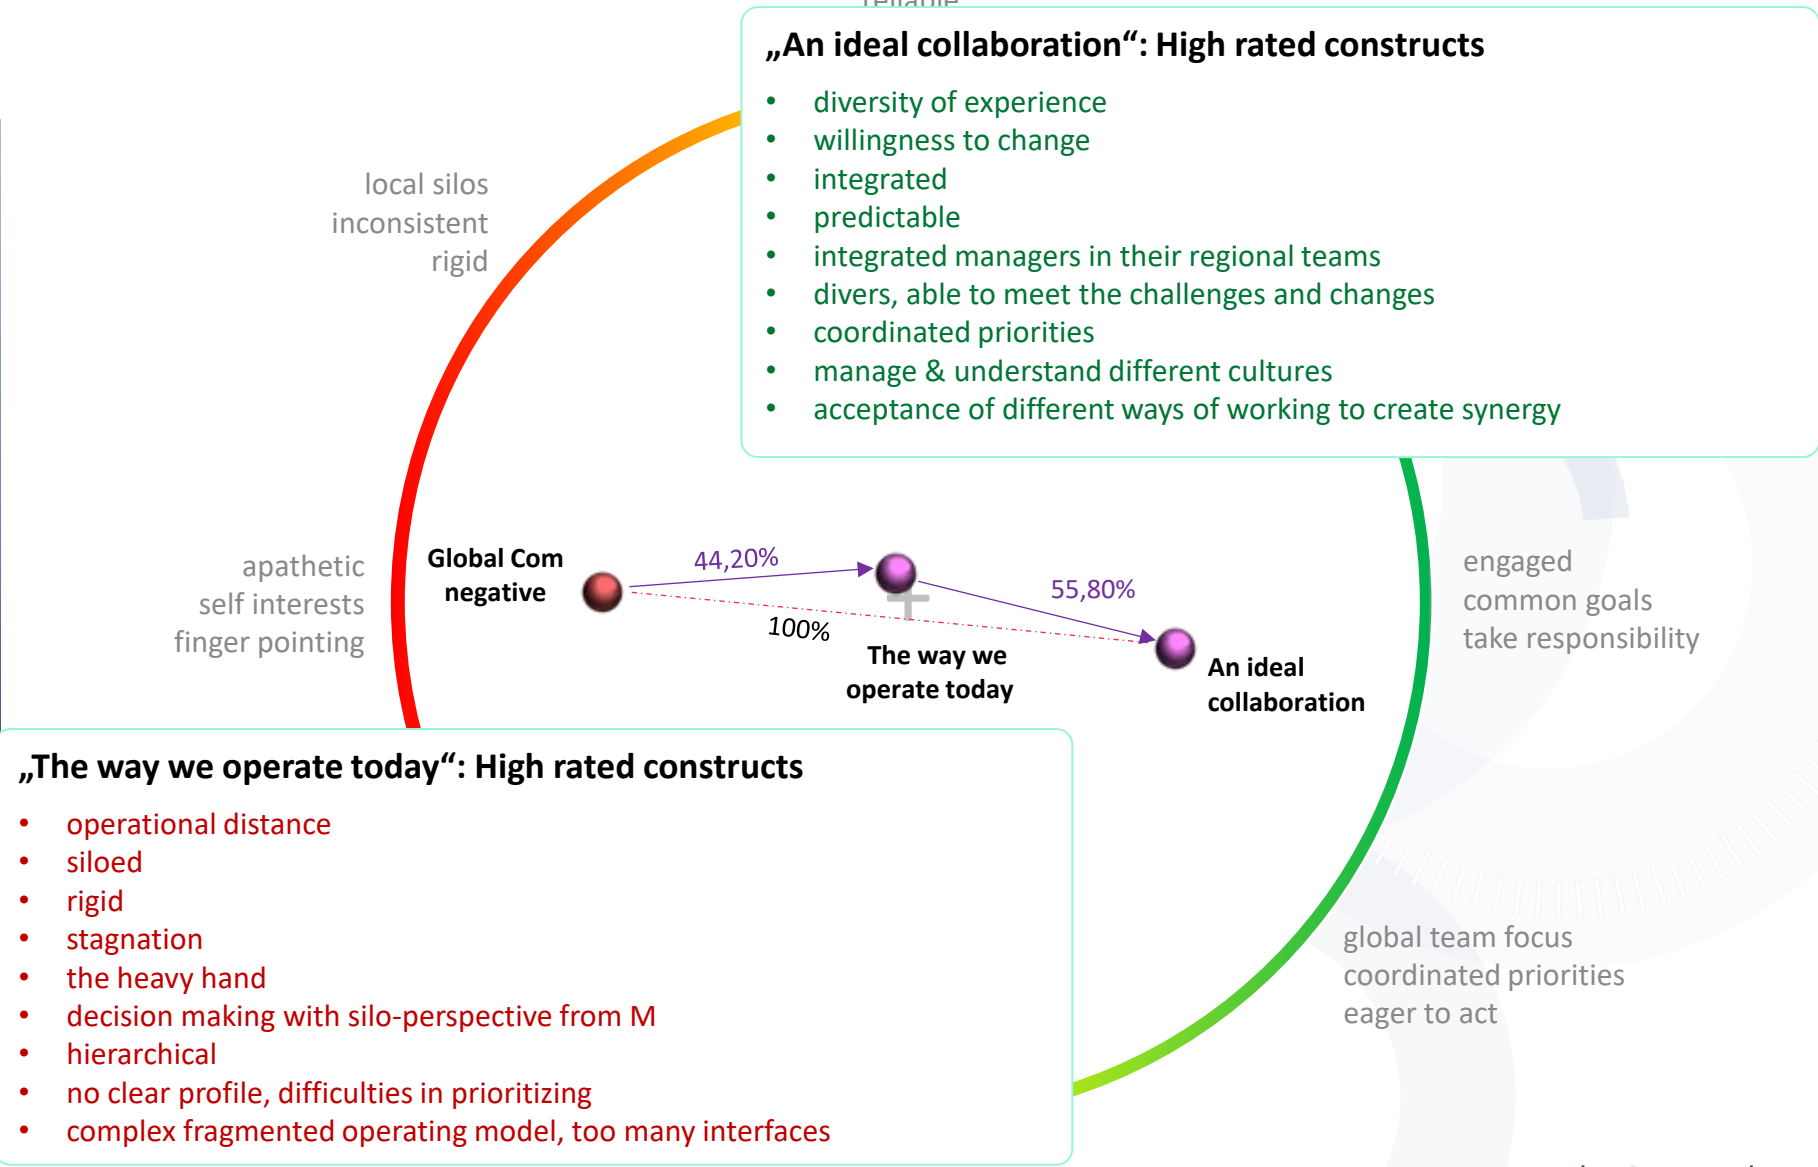 reliable
„An ideal collaboration“: High rated constructs
• diversity of experience
• willingness to change
• integrated
• predictable
• integrated managers in their regional teams
• divers, able to meet the challenges and changes
• coordinated priorities
• manage & understand different cultures
• acceptance of different ways of working to create synergy
local silos
inconsistent
rigid
apathetic
self interests
finger pointing
Global Com
negative
44,20%
100%
55,80%
The way we
operate today
An ideal
collaboration
engaged
common goals
take responsibility
„The way we operate today“: High rated constructs
• operational distance
• siloed
• rigid
• stagnation
• the heavy hand
• decision making with silo-perspective from M
• hierarchical
• no clear profile, difficulties in prioritizing
• complex fragmented operating model, too many interfaces
global team focus
coordinated priorities
eager to act